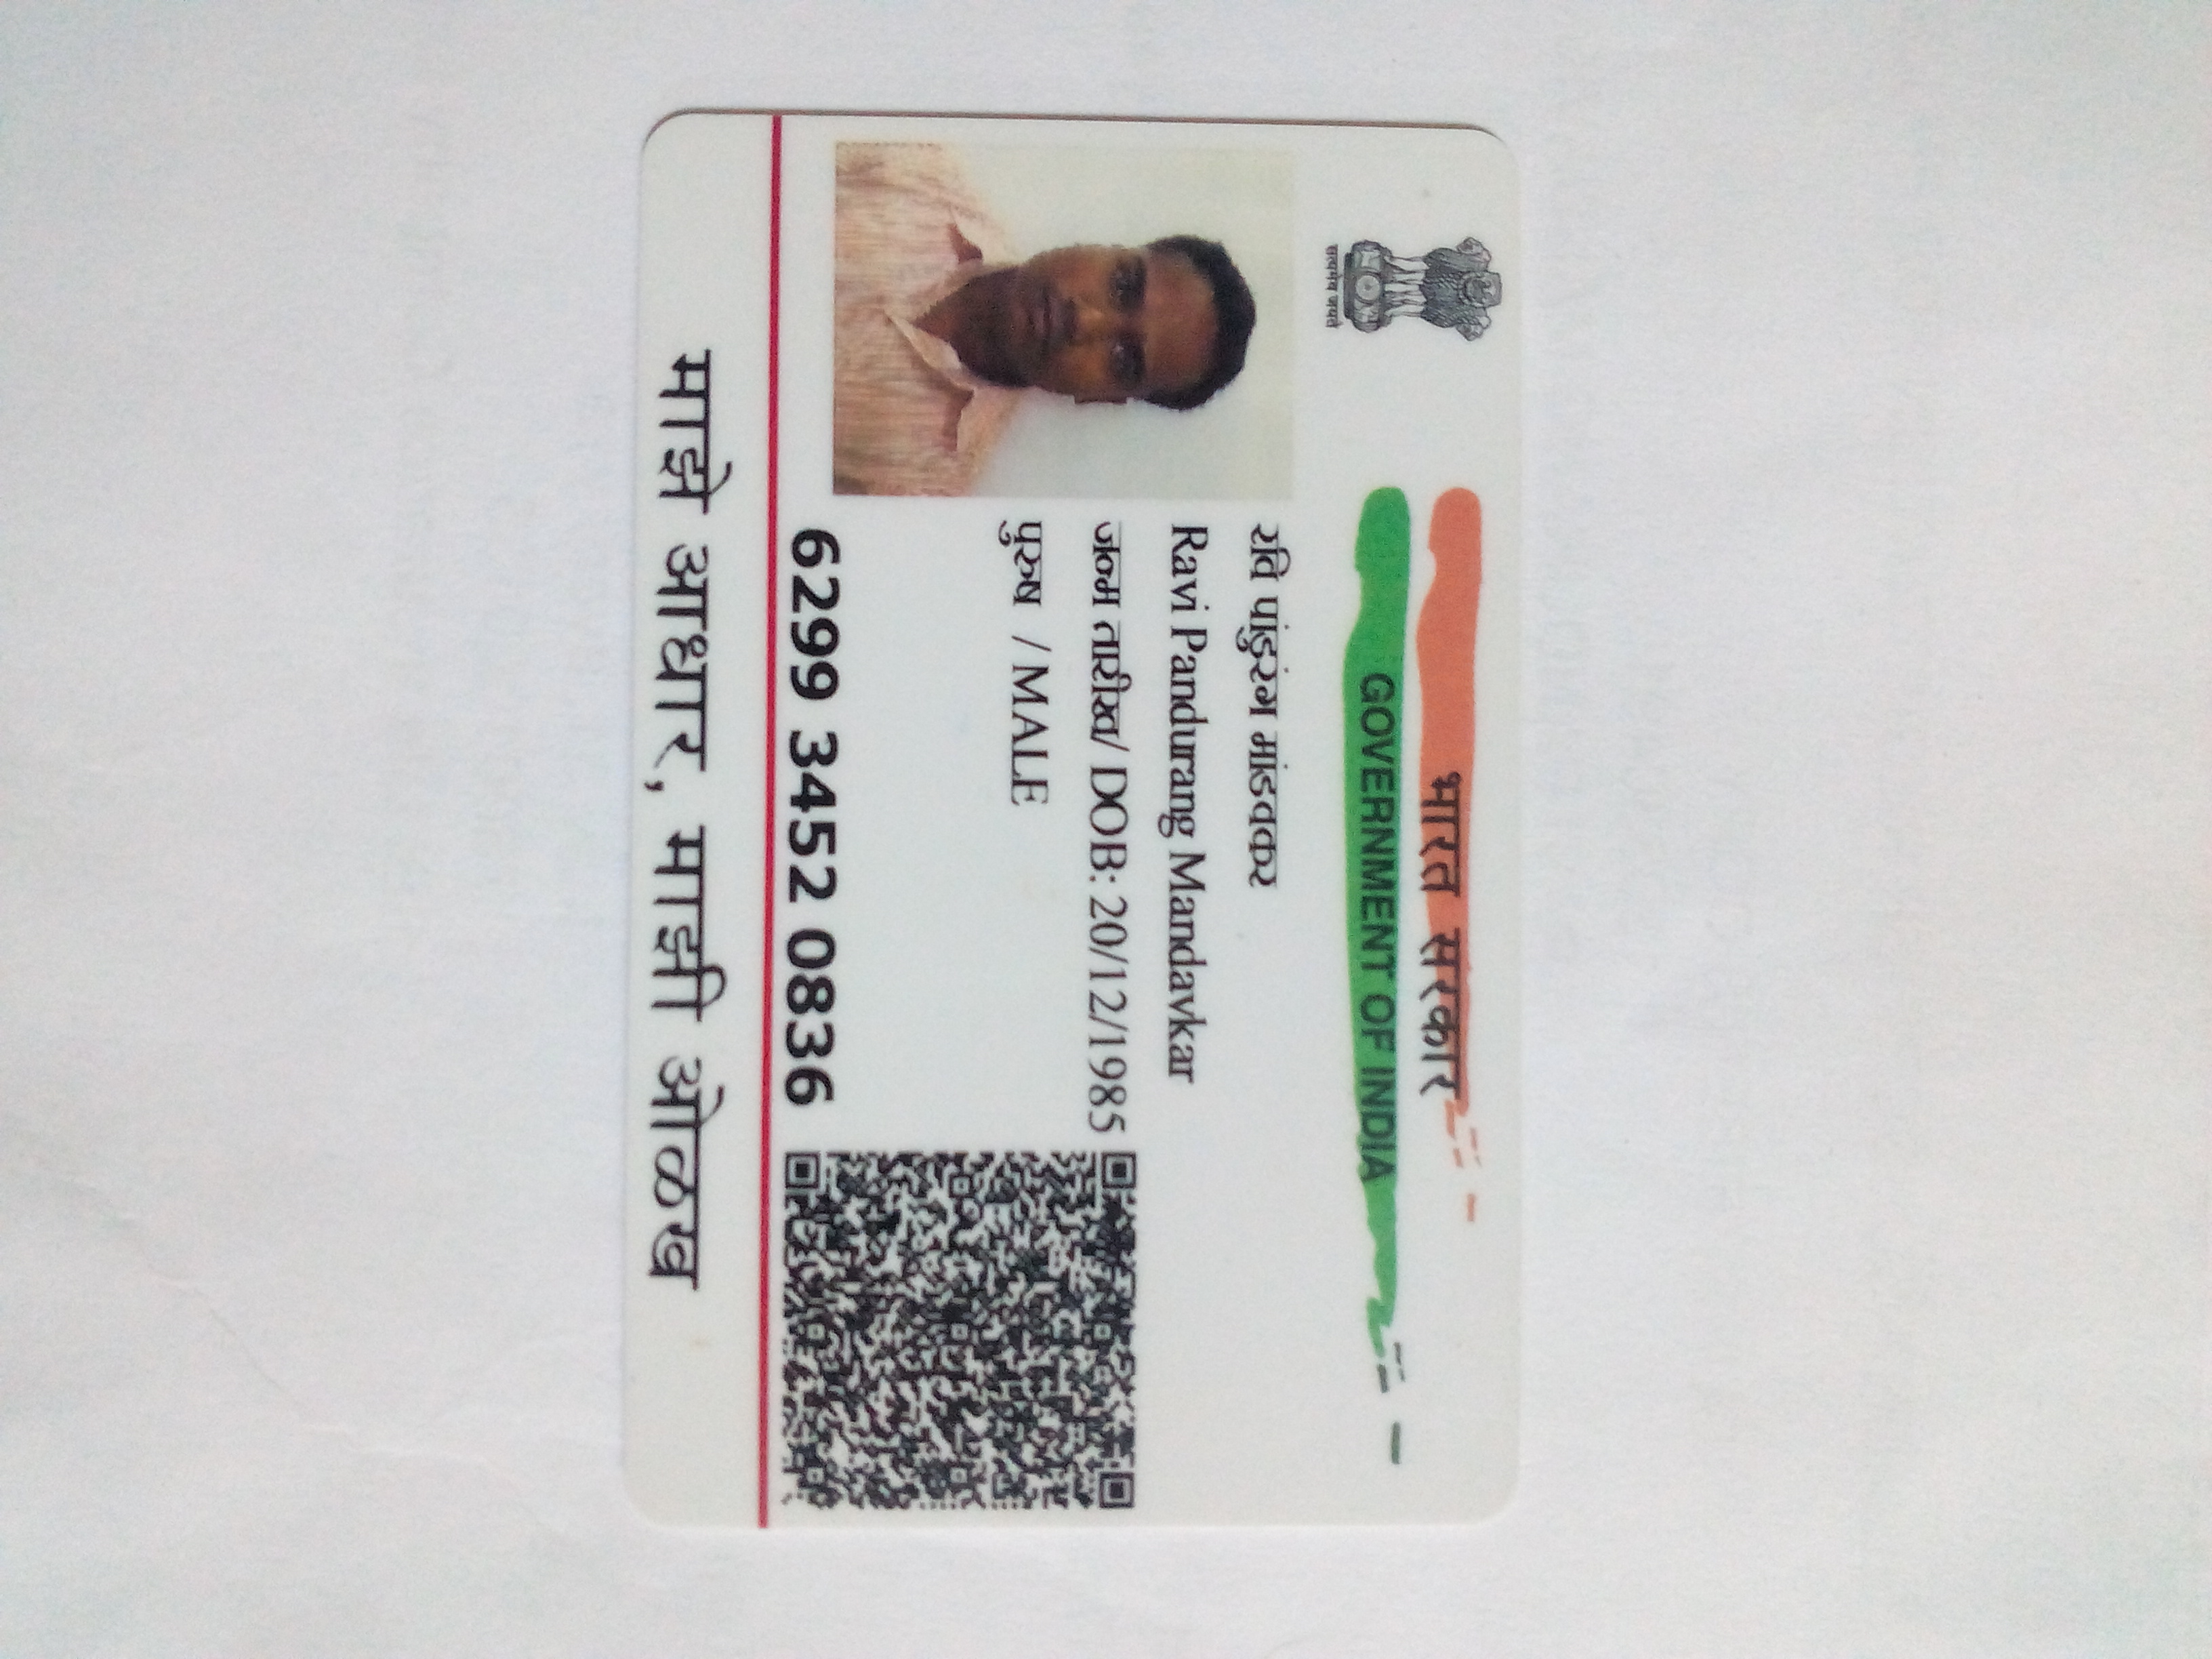 भारत सरकार
GOVERNMENT OF INDIA
सत्यमेव जयते
रवि पांडुरंग मांडवकर
Ravi Pandurang Mandavkar
जन्म तारीख/ DOB: 20/12/1985
पुरुष / MALE
6299 3452 0836
माझे आधार, माझी ओळख